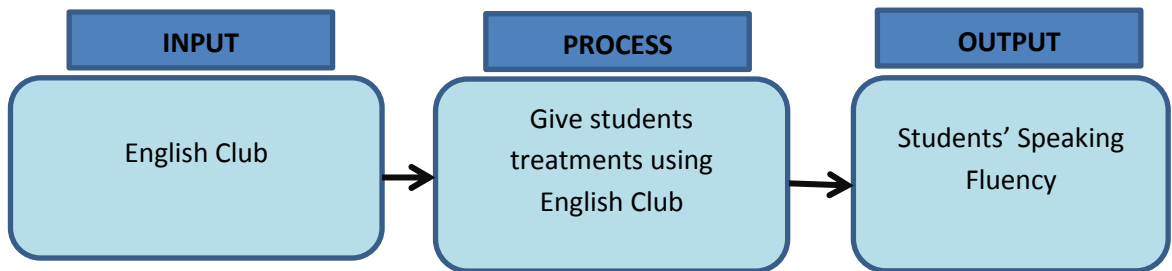 INPUT
English Club
PROCESS
Give students
treatments using
English Club
OUTPUT
Students’ Speaking
Fluency